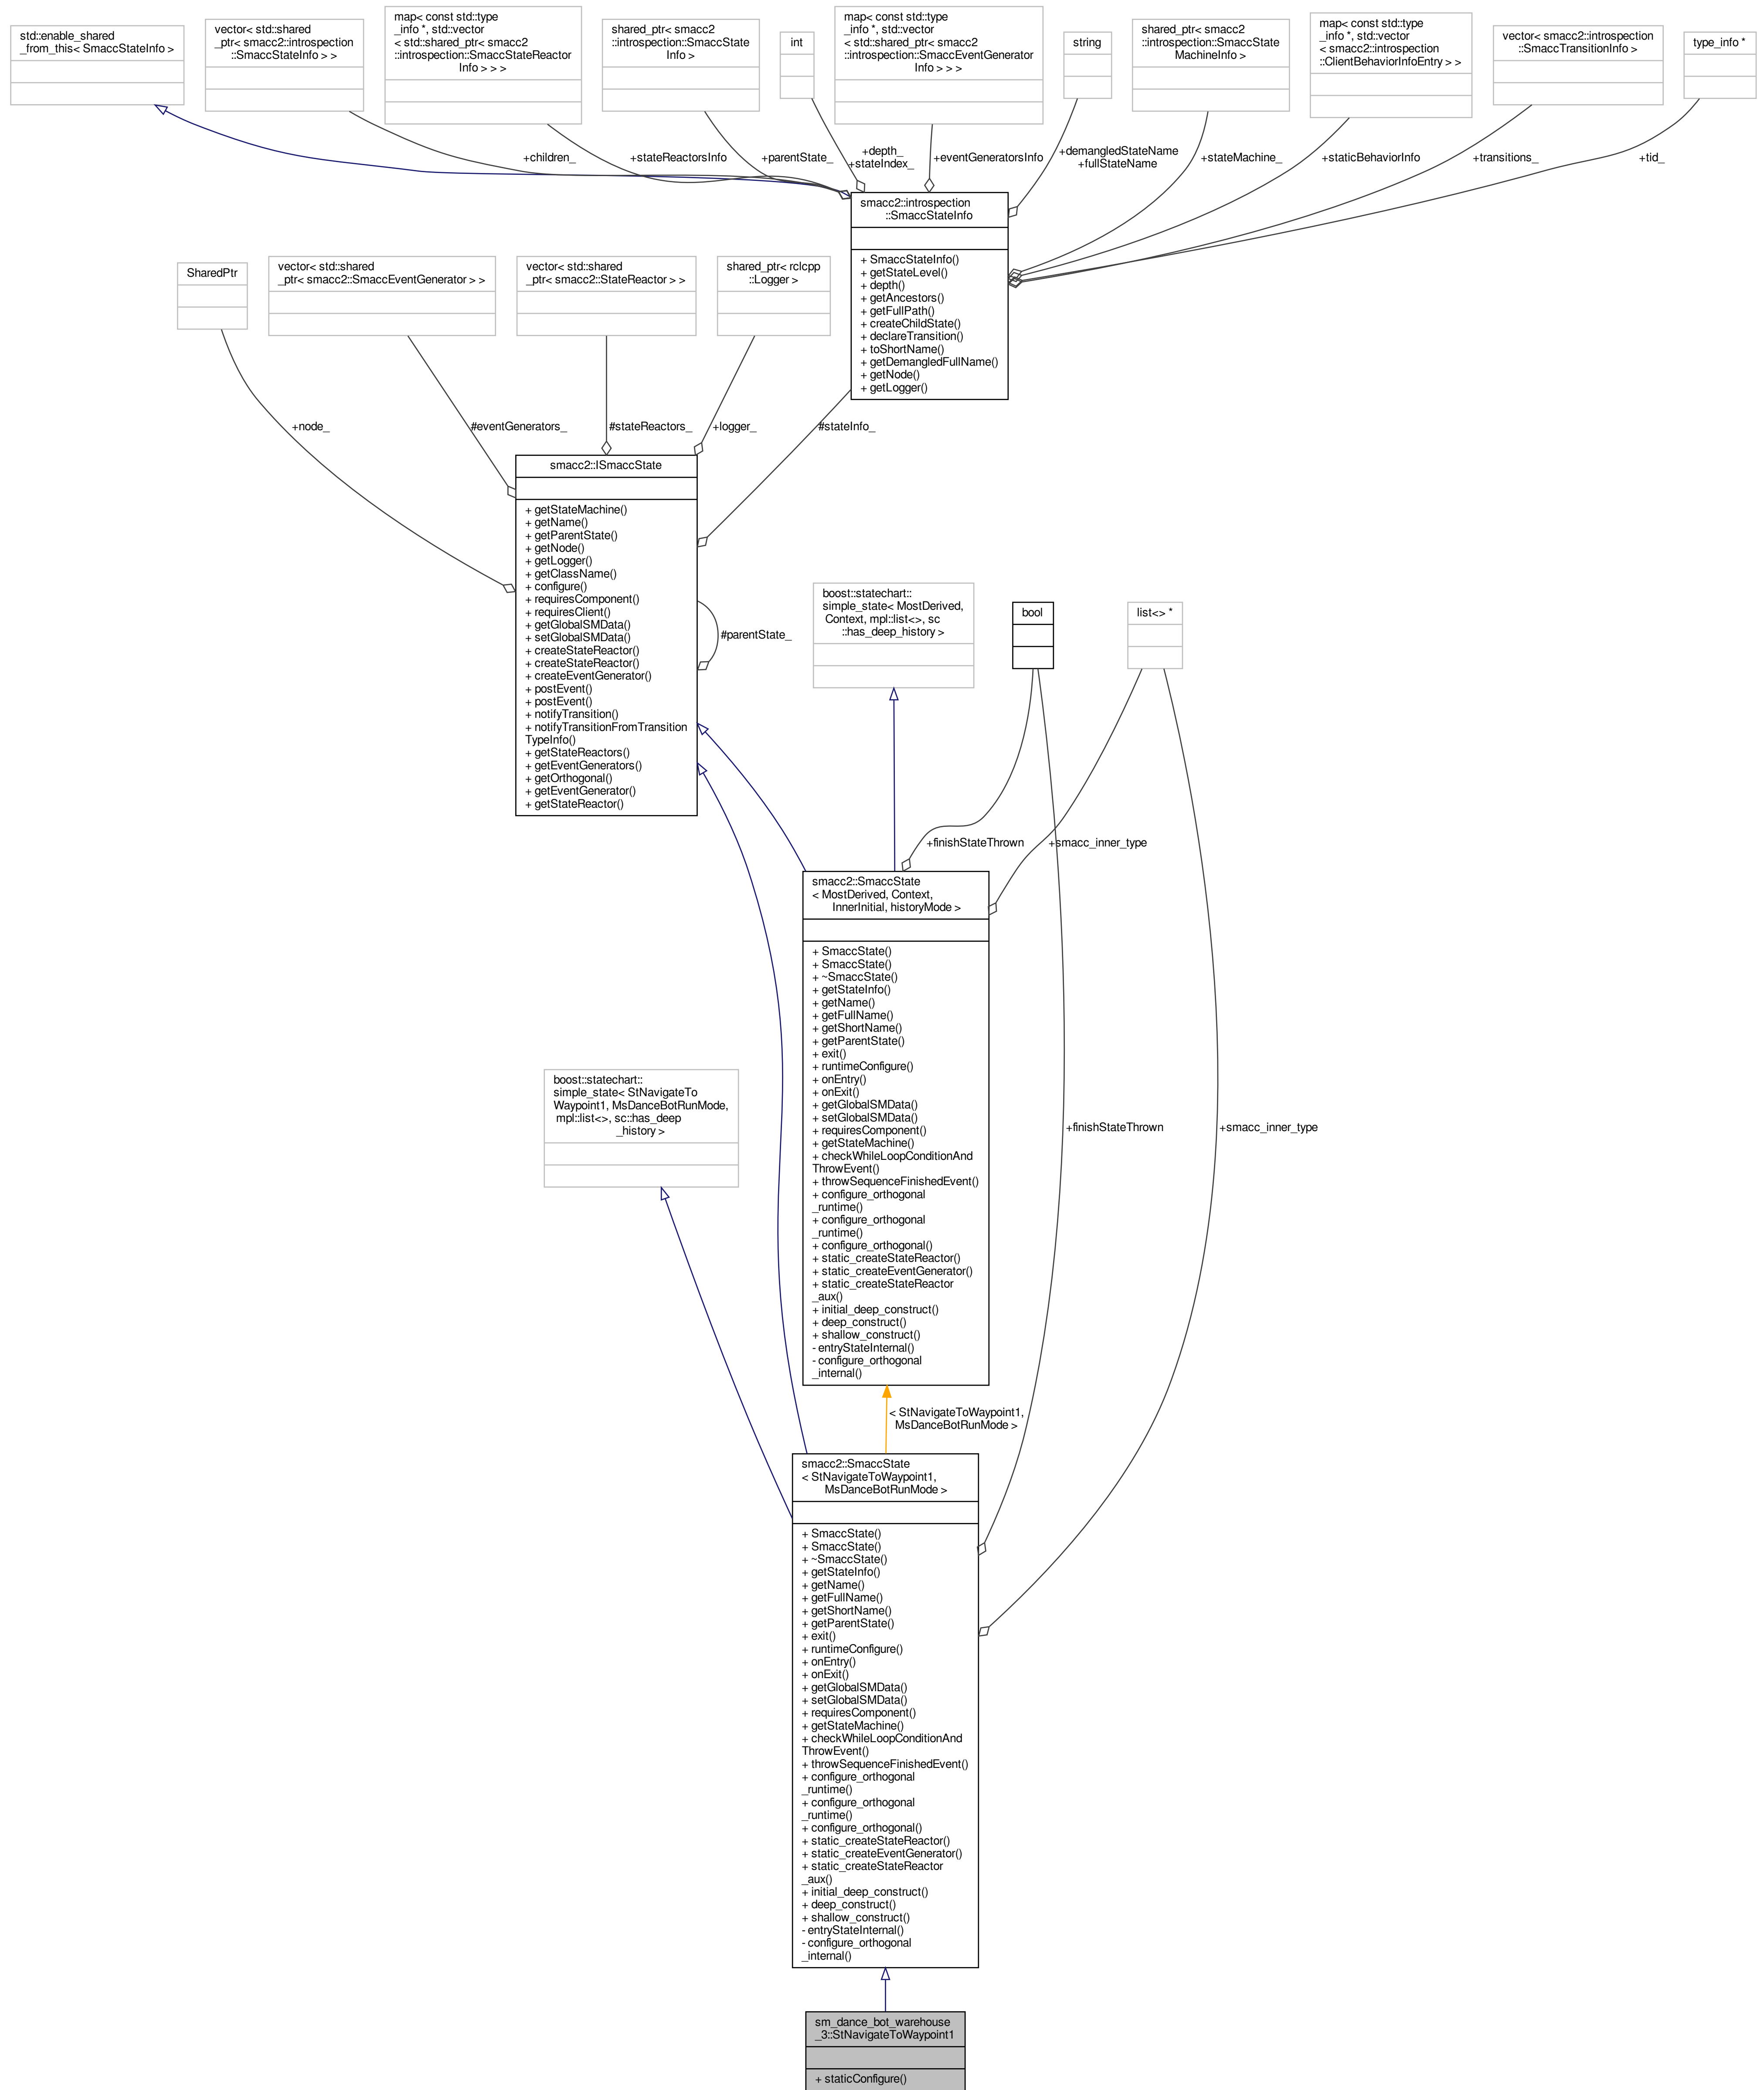 std::enable_shared
_from_this< SmaccStateInfo >
vector< std::shared
_ptr< smacc2::introspection
::SmaccStateInfo > >
map< const std::type
_info *, std::vector
< std::shared_ptr< smacc2
::introspection::SmaccStateReactor
Info > > >
shared_ptr< smacc2
::introspection::SmaccState
Info >
int
map< const std::type
_info *, std::vector
< std::shared_ptr< smacc2
::introspection::SmaccEventGenerator
Info > > >
string
shared_ptr< smacc2
::introspection::SmaccState
MachineInfo >
map< const std::type
_info *, std::vector
< smacc2::introspection
::ClientBehaviorInfoEntry > >
vector< smacc2::introspection
::SmaccTransitionInfo >
type_info *
+children_
+stateReactorsInfo
+parentState_
+depth_
+stateIndex_
+eventGeneratorsInfo
+demangledStateName
+fullStateName
+stateMachine_
+staticBehaviorInfo
+transitions_
+tid_
smacc2::introspection
::SmaccStateInfo
+ SmaccStateInfo()
+ getStateLevel()
+ depth()
+ getAncestors()
+ getFullPath()
+ createChildState()
+ declareTransition()
+ toShortName()
+ getDemangledFullName()
+ getNode()
+ getLogger()
SharedPtr
vector< std::shared
_ptr< smacc2::SmaccEventGenerator > >
vector< std::shared
_ptr< smacc2::StateReactor > >
shared_ptr< rclcpp
::Logger >
+node_
#eventGenerators_
#stateReactors_
+logger_
#stateInfo_
smacc2::ISmaccState
+ getStateMachine()
+ getName()
+ getParentState()
+ getNode()
+ getLogger()
+ getClassName()
+ configure()
+ requiresComponent()
+ requiresClient()
+ getGlobalSMData()
+ setGlobalSMData()
+ createStateReactor()
+ createStateReactor()
+ createEventGenerator()
+ postEvent()
+ postEvent()
+ notifyTransition()
+ notifyTransitionFromTransition
TypeInfo()
+ getStateReactors()
+ getEventGenerators()
+ getOrthogonal()
+ getEventGenerator()
+ getStateReactor()
#parentState_
boost::statechart::
simple_state< MostDerived,
Context, mpl::list<>, sc
::has_deep_history >
bool
list<> *
+finishStateThrown
+smacc_inner_type
smacc2::SmaccState
< MostDerived, Context,
InnerInitial, historyMode >
+ SmaccState()
+ SmaccState()
+ ~SmaccState()
+ getStateInfo()
+ getName()
+ getFullName()
+ getShortName()
+ getParentState()
+ exit()
+ runtimeConfigure()
+ onEntry()
+ onExit()
+ getGlobalSMData()
+ setGlobalSMData()
+ requiresComponent()
+ getStateMachine()
+ checkWhileLoopConditionAnd
ThrowEvent()
+ throwSequenceFinishedEvent()
+ configure_orthogonal
_runtime()
+ configure_orthogonal
_runtime()
+ configure_orthogonal()
+ static_createStateReactor()
+ static_createEventGenerator()
+ static_createStateReactor
_aux()
+ initial_deep_construct()
+ deep_construct()
+ shallow_construct()
- entryStateInternal()
- configure_orthogonal
_internal()
boost::statechart::
simple_state< StNavigateTo
Waypoint1, MsDanceBotRunMode,
mpl::list<>, sc::has_deep
_history >
+finishStateThrown
+smacc_inner_type
< StNavigateToWaypoint1,
MsDanceBotRunMode >
smacc2::SmaccState
< StNavigateToWaypoint1,
MsDanceBotRunMode >
+ SmaccState()
+ SmaccState()
+ ~SmaccState()
+ getStateInfo()
+ getName()
+ getFullName()
+ getShortName()
+ getParentState()
+ exit()
+ runtimeConfigure()
+ onEntry()
+ onExit()
+ getGlobalSMData()
+ setGlobalSMData()
+ requiresComponent()
+ getStateMachine()
+ checkWhileLoopConditionAnd
ThrowEvent()
+ throwSequenceFinishedEvent()
+ configure_orthogonal
_runtime()
+ configure_orthogonal
_runtime()
+ configure_orthogonal()
+ static_createStateReactor()
+ static_createEventGenerator()
+ static_createStateReactor
_aux()
+ initial_deep_construct()
+ deep_construct()
+ shallow_construct()
- entryStateInternal()
- configure_orthogonal
_internal()
sm_dance_bot_warehouse
_3::StNavigateToWaypoint1
+ staticConfigure()